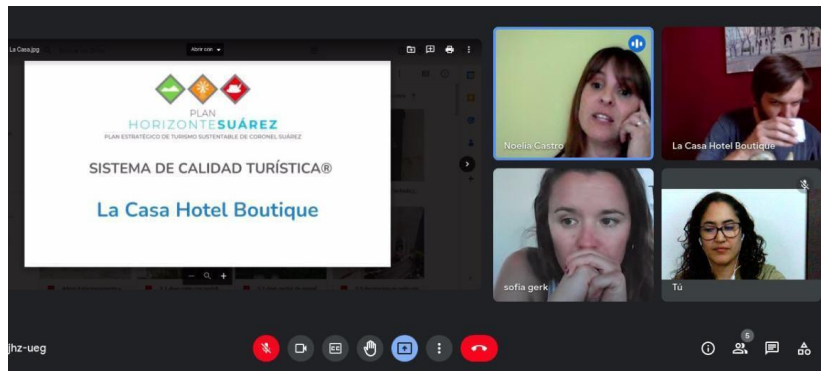 La Casa.jpg
Abrir con
PLAN
HORIZONTESUÁREZ
PLAN ESTRATÉGICO DE TURISMO SUSTENTABLE DE CORONEL SUÁREZ
SISTEMA DE CALIDAD TURÍSTICA®
La Casa Hotel Boutique
Noelia Castro
La Casa Hotel Boutique
sofia gerk
Tú
jhz-ueg
CC
5